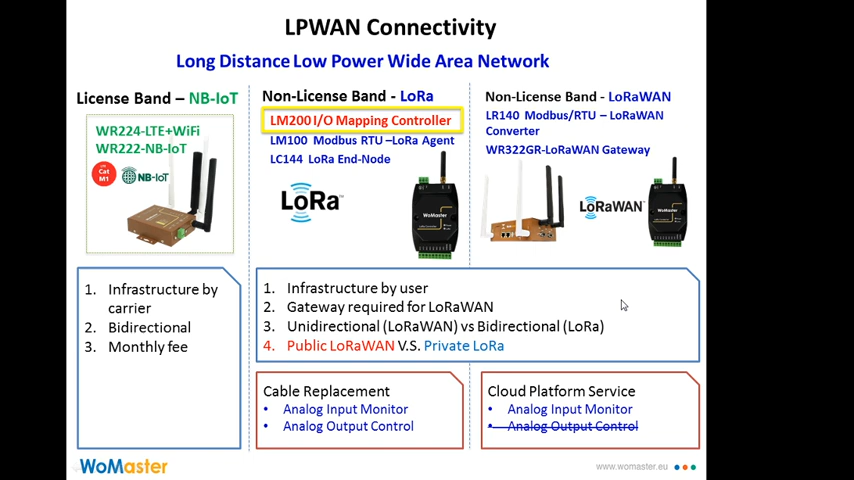 LPWAN Connectivity
Long Distance Low Power Wide Area Network
License Band – NB-IoT
WR224-LTE+WiFi
WR222-NB-IoT
Cat
M1
NB-IoT
Non-License Band - LoRa
LM200 I/O Mapping Controller
LM100 Modbus RTU –LoRa Agent
LC144 LoRa End-Node
LoRa™
WoMaster
Non-License Band - LoRaWAN
LR140 Modbus/RTU – LoRaWAN
Converter
WR322GR-LoRaWAN Gateway
LoRaWAN™
WoMaster
1. Infrastructure by
carrier
2. Bidirectional
3. Monthly fee
1. Infrastructure by user
2. Gateway required for LoRaWAN
3. Unidirectional (LoRaWAN) vs Bidirectional (LoRa)
4. Public LoRaWAN V.S. Private LoRa
Cable Replacement
• Analog Input Monitor
• Analog Output Control
Cloud Platform Service
• Analog Input Monitor
• Analog Output Control
WoMaster
www.womaster.eu